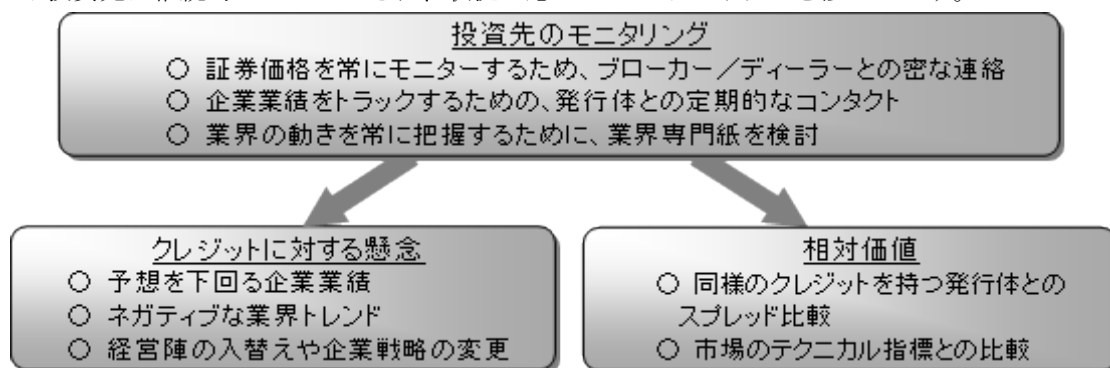 投資先のモニタリング
○ 証券価格を常にモニターするため、ブローカー／ディーラーとの密な連絡
○ 企業業績をトラックするための、発行体との定期的なコンタクト
○ 業界の動きを常に把握するために、業界専門紙を検討
クレジットに対する懸念
○ 予想を下回る企業業績
○ ネガティブな業界トレンド
○ 経営陣の入替えや企業戦略の変更
相対価値
○ 同様のクレジットを持つ発行体との
スプレッド比較
○ 市場のテクニカル指標との比較